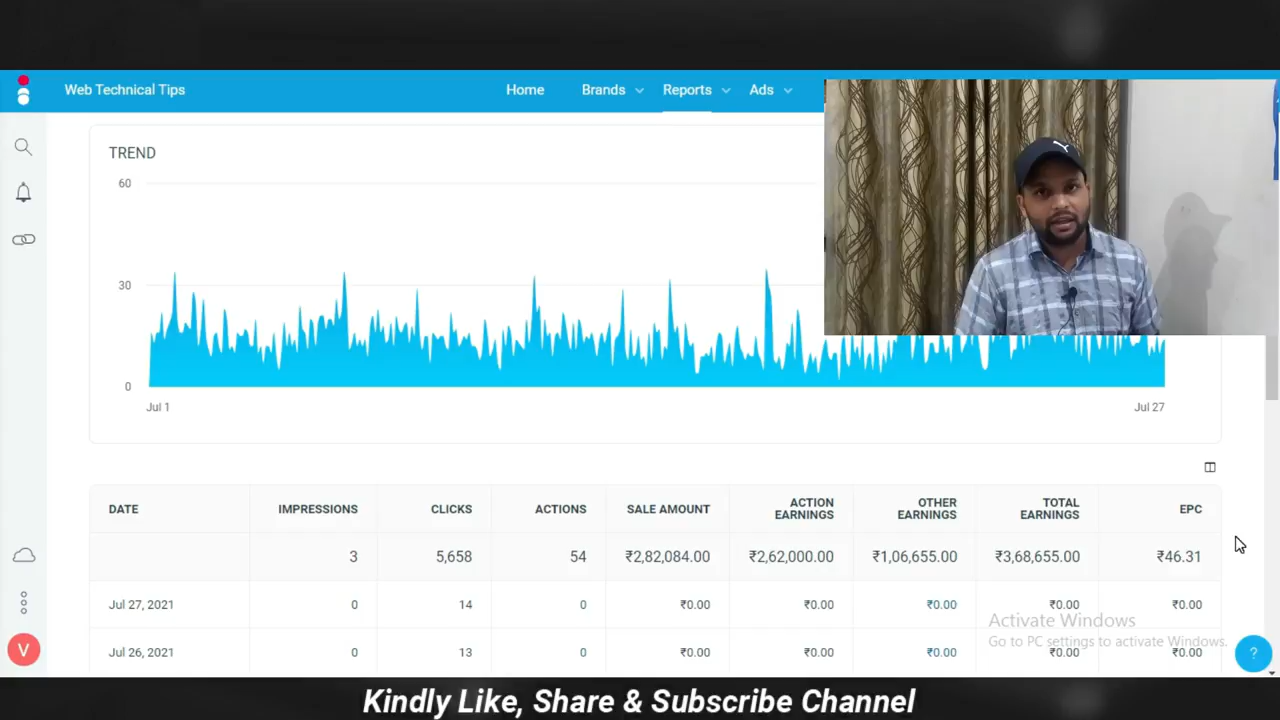 Web Technical Tips
Home Brands Reports Ads
TREND
60
30
0
Jul 1 Jul 27
DATE IMPRESSIONS CLICKS ACTIONS SALE AMOUNT ACTION EARNINGS OTHER EARNINGS TOTAL EARNINGS EPC
3 5,658 54 ₹2,82,084.00 ₹2,62,000.00 ₹1,06,655.00 ₹3,68,655.00 ₹46.31
Jul 27, 2021 0 14 0 ₹0.00 ₹0.00 ₹0.00 ₹0.00 ₹0.00
Activate Windows
Go to PC settings to activate Windows.
Jul 26, 2021 0 13 0 ₹0.00 ₹0.00 ₹0.00 ₹0.00 ₹0.00
V
?
Kindly Like, Share & Subscribe Channel